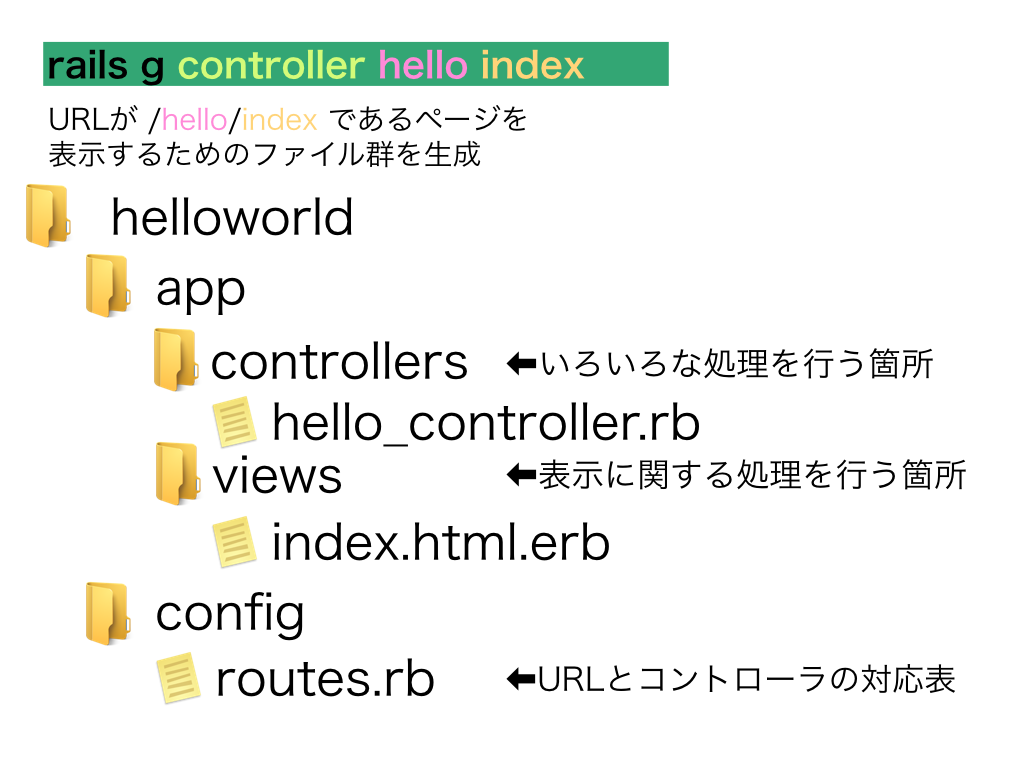 rails g controller hello index
URLが /hello/index であるページを
表示するためのファイル群を生成
helloworld
app
controllers ⬅いろいろな処理を行う箇所
hello_controller.rb
views ⬅表示に関する処理を行う箇所
index.html.erb
config
routes.rb ⬅URLとコントローラの対応表